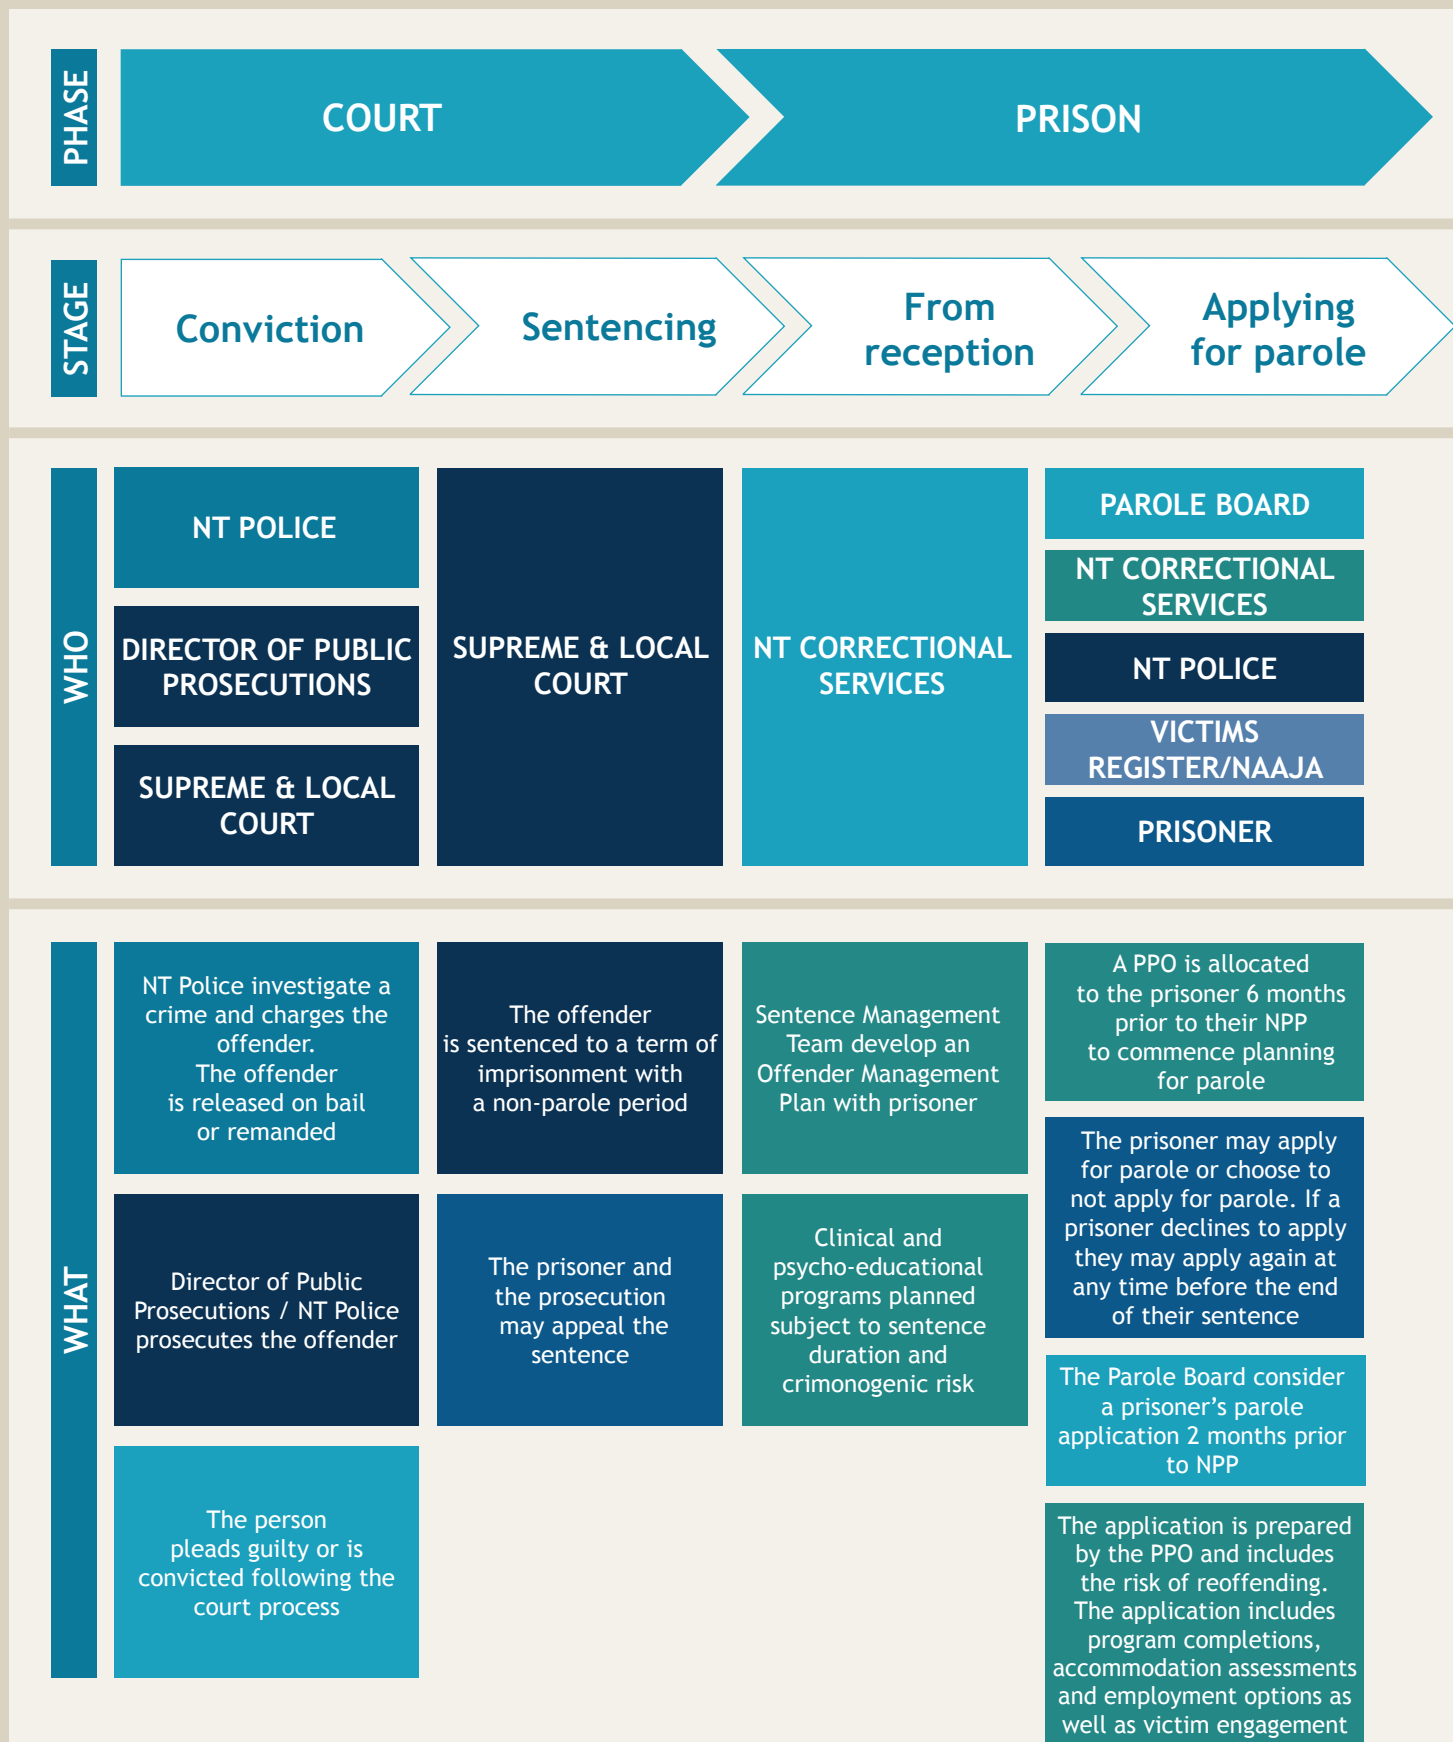 PHASE
COURT
PRISON
STAGE
Conviction
Sentencing
From
reception
Applying
for parole
WHO
NT POLICE
DIRECTOR OF PUBLIC
PROSECUTIONS
SUPREME & LOCAL
COURT
SUPREME & LOCAL
COURT
NT CORRECTIONAL
SERVICES
PAROLE BOARD
NT CORRECTIONAL
SERVICES
NT POLICE
VICTIMS
REGISTER/NAAJA
PRISONER
WHAT
NT Police investigate a
crime and charges the
offender.
The offender
is released on bail
or remanded
Director of Public
Prosecutions / NT Police
prosecutes the offender
The person
pleads guilty or is
convicted following the
court process
The offender
is sentenced to a term of
imprisonment with
a non-parole period
The prisoner and
the prosecution
may appeal the
sentence
Sentence Management
Team develop an
Offender Management
Plan with prisoner
Clinical and
psycho-educational
programs planned
subject to sentence
duration and
crimonogenic risk
A PPO is allocated
to the prisoner 6 months
prior to their NPP
to commence planning
for parole
The prisoner may apply
for parole or choose to
not apply for parole. If a
prisoner declines to apply
they may apply again at
any time before the end
of their sentence
The Parole Board consider
a prisoner’s parole
application 2 months prior
to NPP
The application is prepared
by the PPO and includes
the risk of reoffending.
The application includes
program completions,
accommodation assessments
and employment options as
well as victim engagement